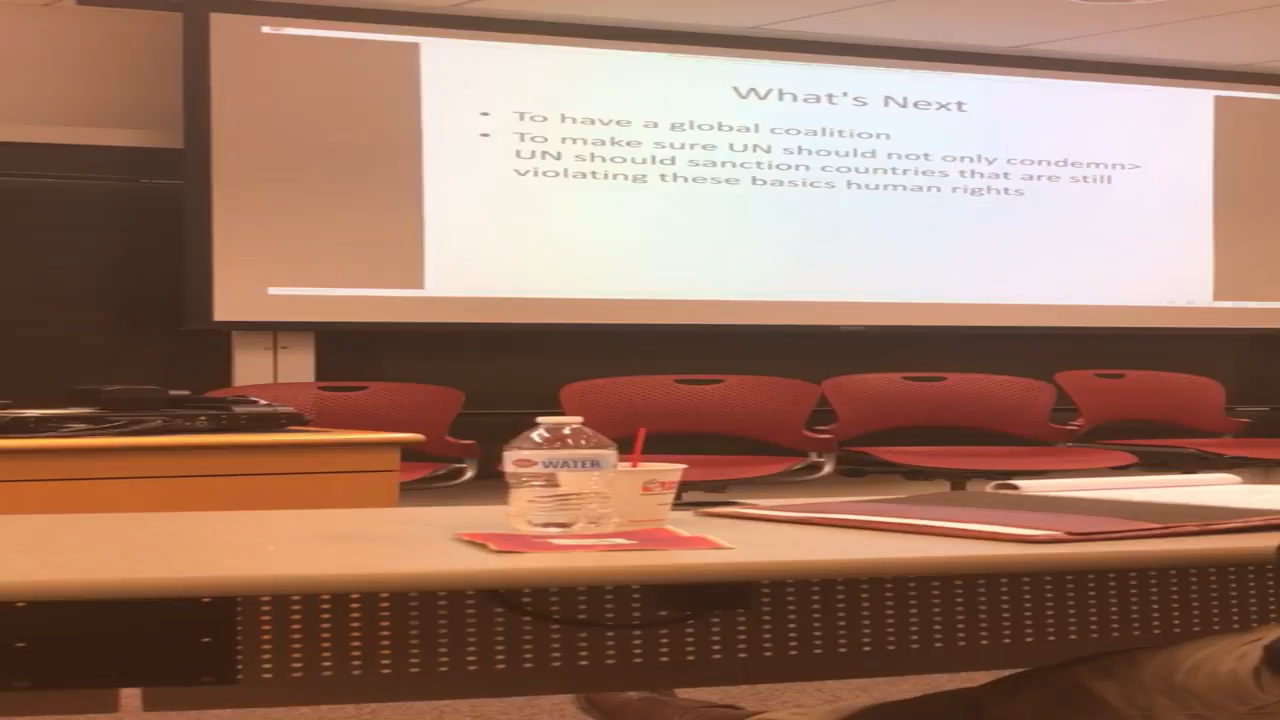 What's Next
• To have a global coalition
• To make sure UN should not only condemn>
UN should sanction countries that are still
violating these basics human rights
WATER